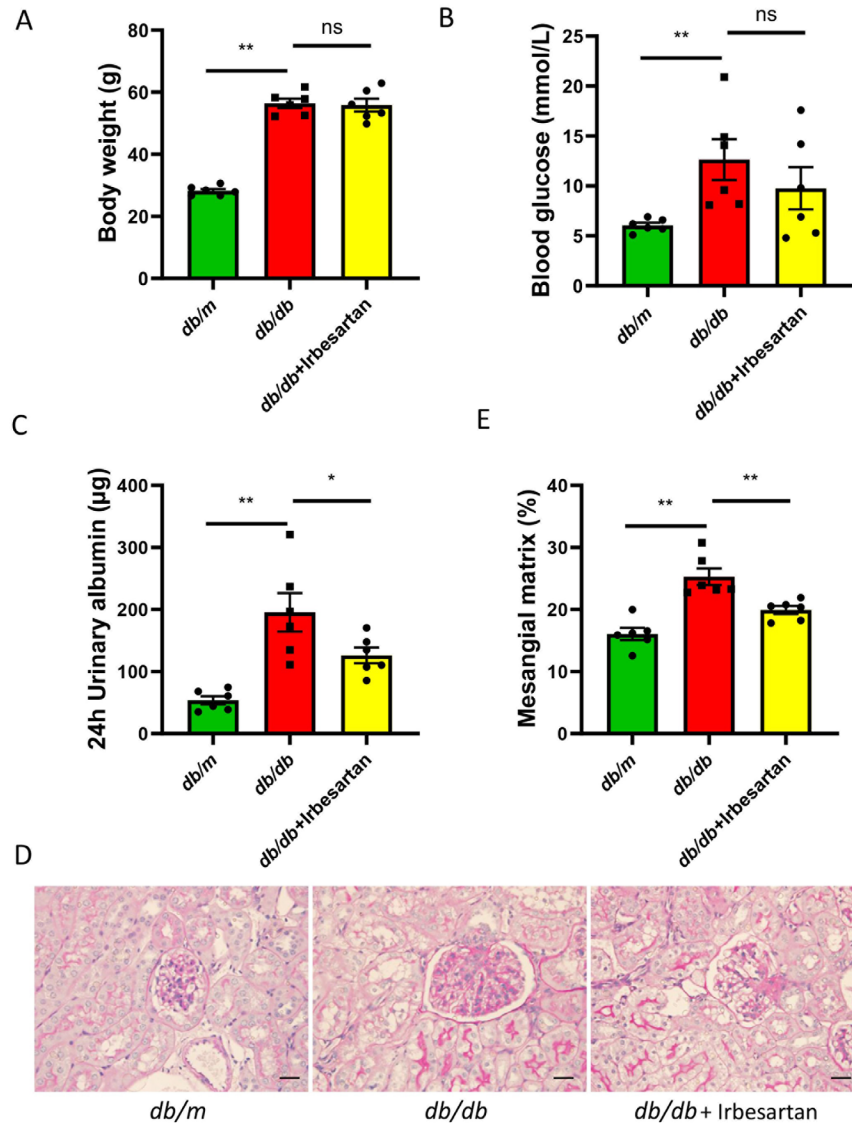 A
Body weight (g)
80
60
40
20
0
**
ns
db/m
db/db
db/db+Irbesartan
B
Blood glucose (mmol/L)
25
20
15
10
5
0
**
ns
db/m
db/db
db/db+Irbesartan
C
24h Urinary albumin (μg)
400
300
200
100
0
**
*
db/m
db/db
db/db+Irbesartan
E
Mesangial matrix (%)
40
30
20
10
0
**
**
db/m
db/db
db/db+Irbesartan
D
db/m
db/db
db/db + Irbesartan